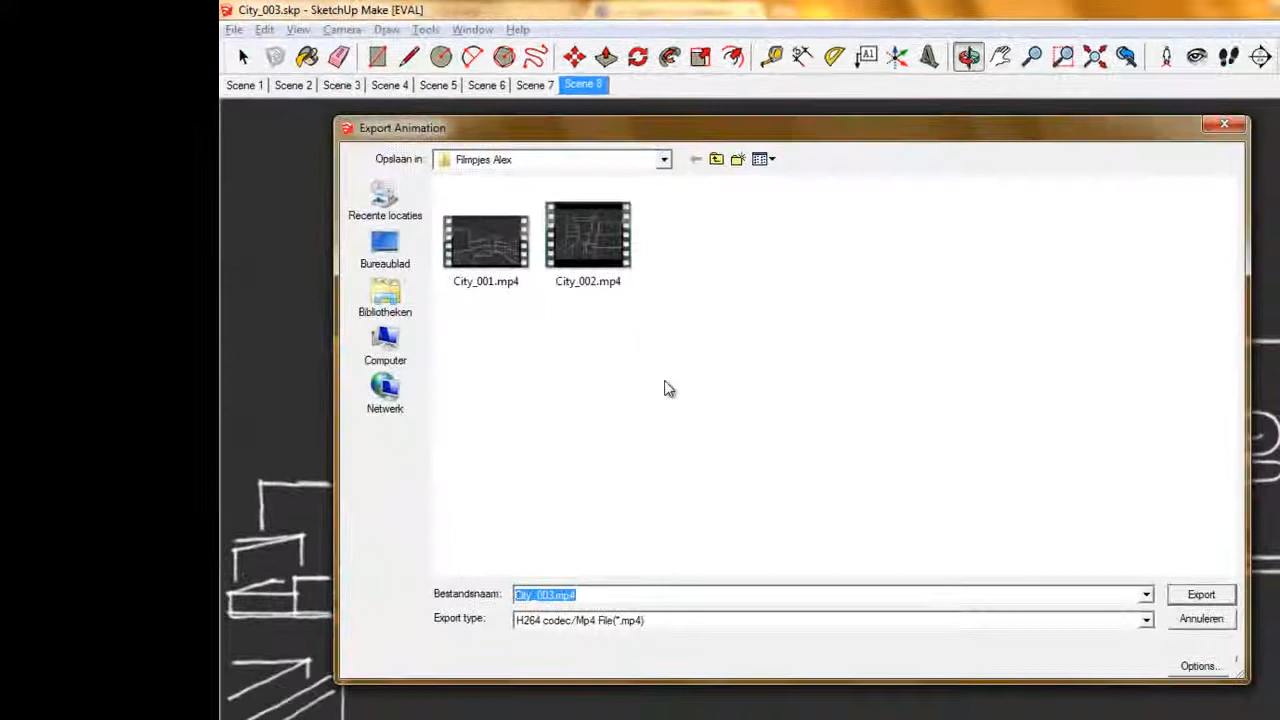 City_003.skp - SketchUp Make [EVAL]
File Edit View Camera Draw Tools Window Help
A1
Scene 1 Scene 2 Scene 3 Scene 4 Scene 5 Scene 6 Scene 7 Scene 8
Export Animation
Opslaan in: Filmpjes Alex
Recente locaties
Bureaublad
Bibliotheken
Computer
Netwerk
City_001.mp4 City_002.mp4
Bestandsnaam: City_003.mp4 Export
Export type: H264 codec/Mp4 File(*.mp4) Annuleren
Options...